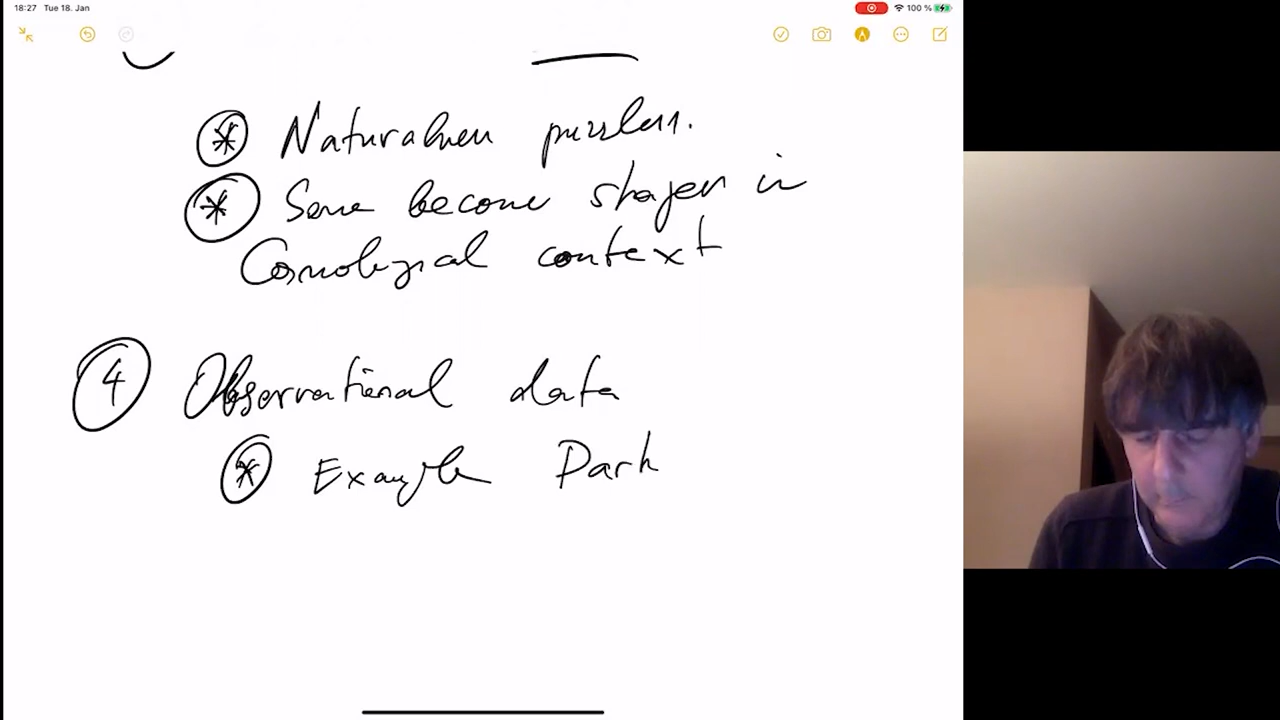 18:27 Tue 18. Jan 100 %
* Naturalness puzzles.
* Some become sharper in
Cosmological context
4 Observational data
* Example Dark